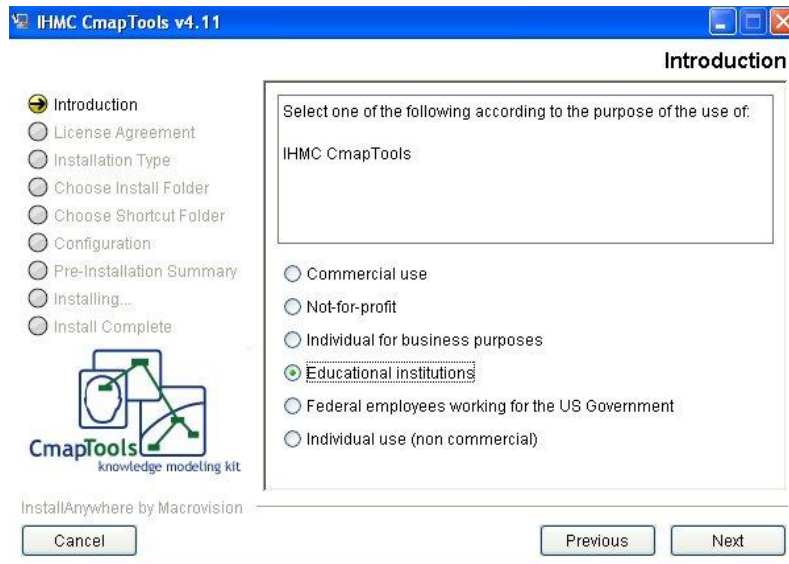 IHMC CmapTools v4.11
Introduction
Introduction
License Agreement
Installation Type
Choose Install Folder
Choose Shortcut Folder
Configuration
Pre-Installation Summary
Installing...
Install Complete
CmapTools
knowledge modeling kit
Select one of the following according to the purpose of the use of:
IHMC CmapTools
Commercial use
Not-for-profit
Individual for business purposes
Educational institutions
Federal employees working for the US Government
Individual use (non commercial)
InstallAnywhere by Macrovision
Cancel
Previous
Next